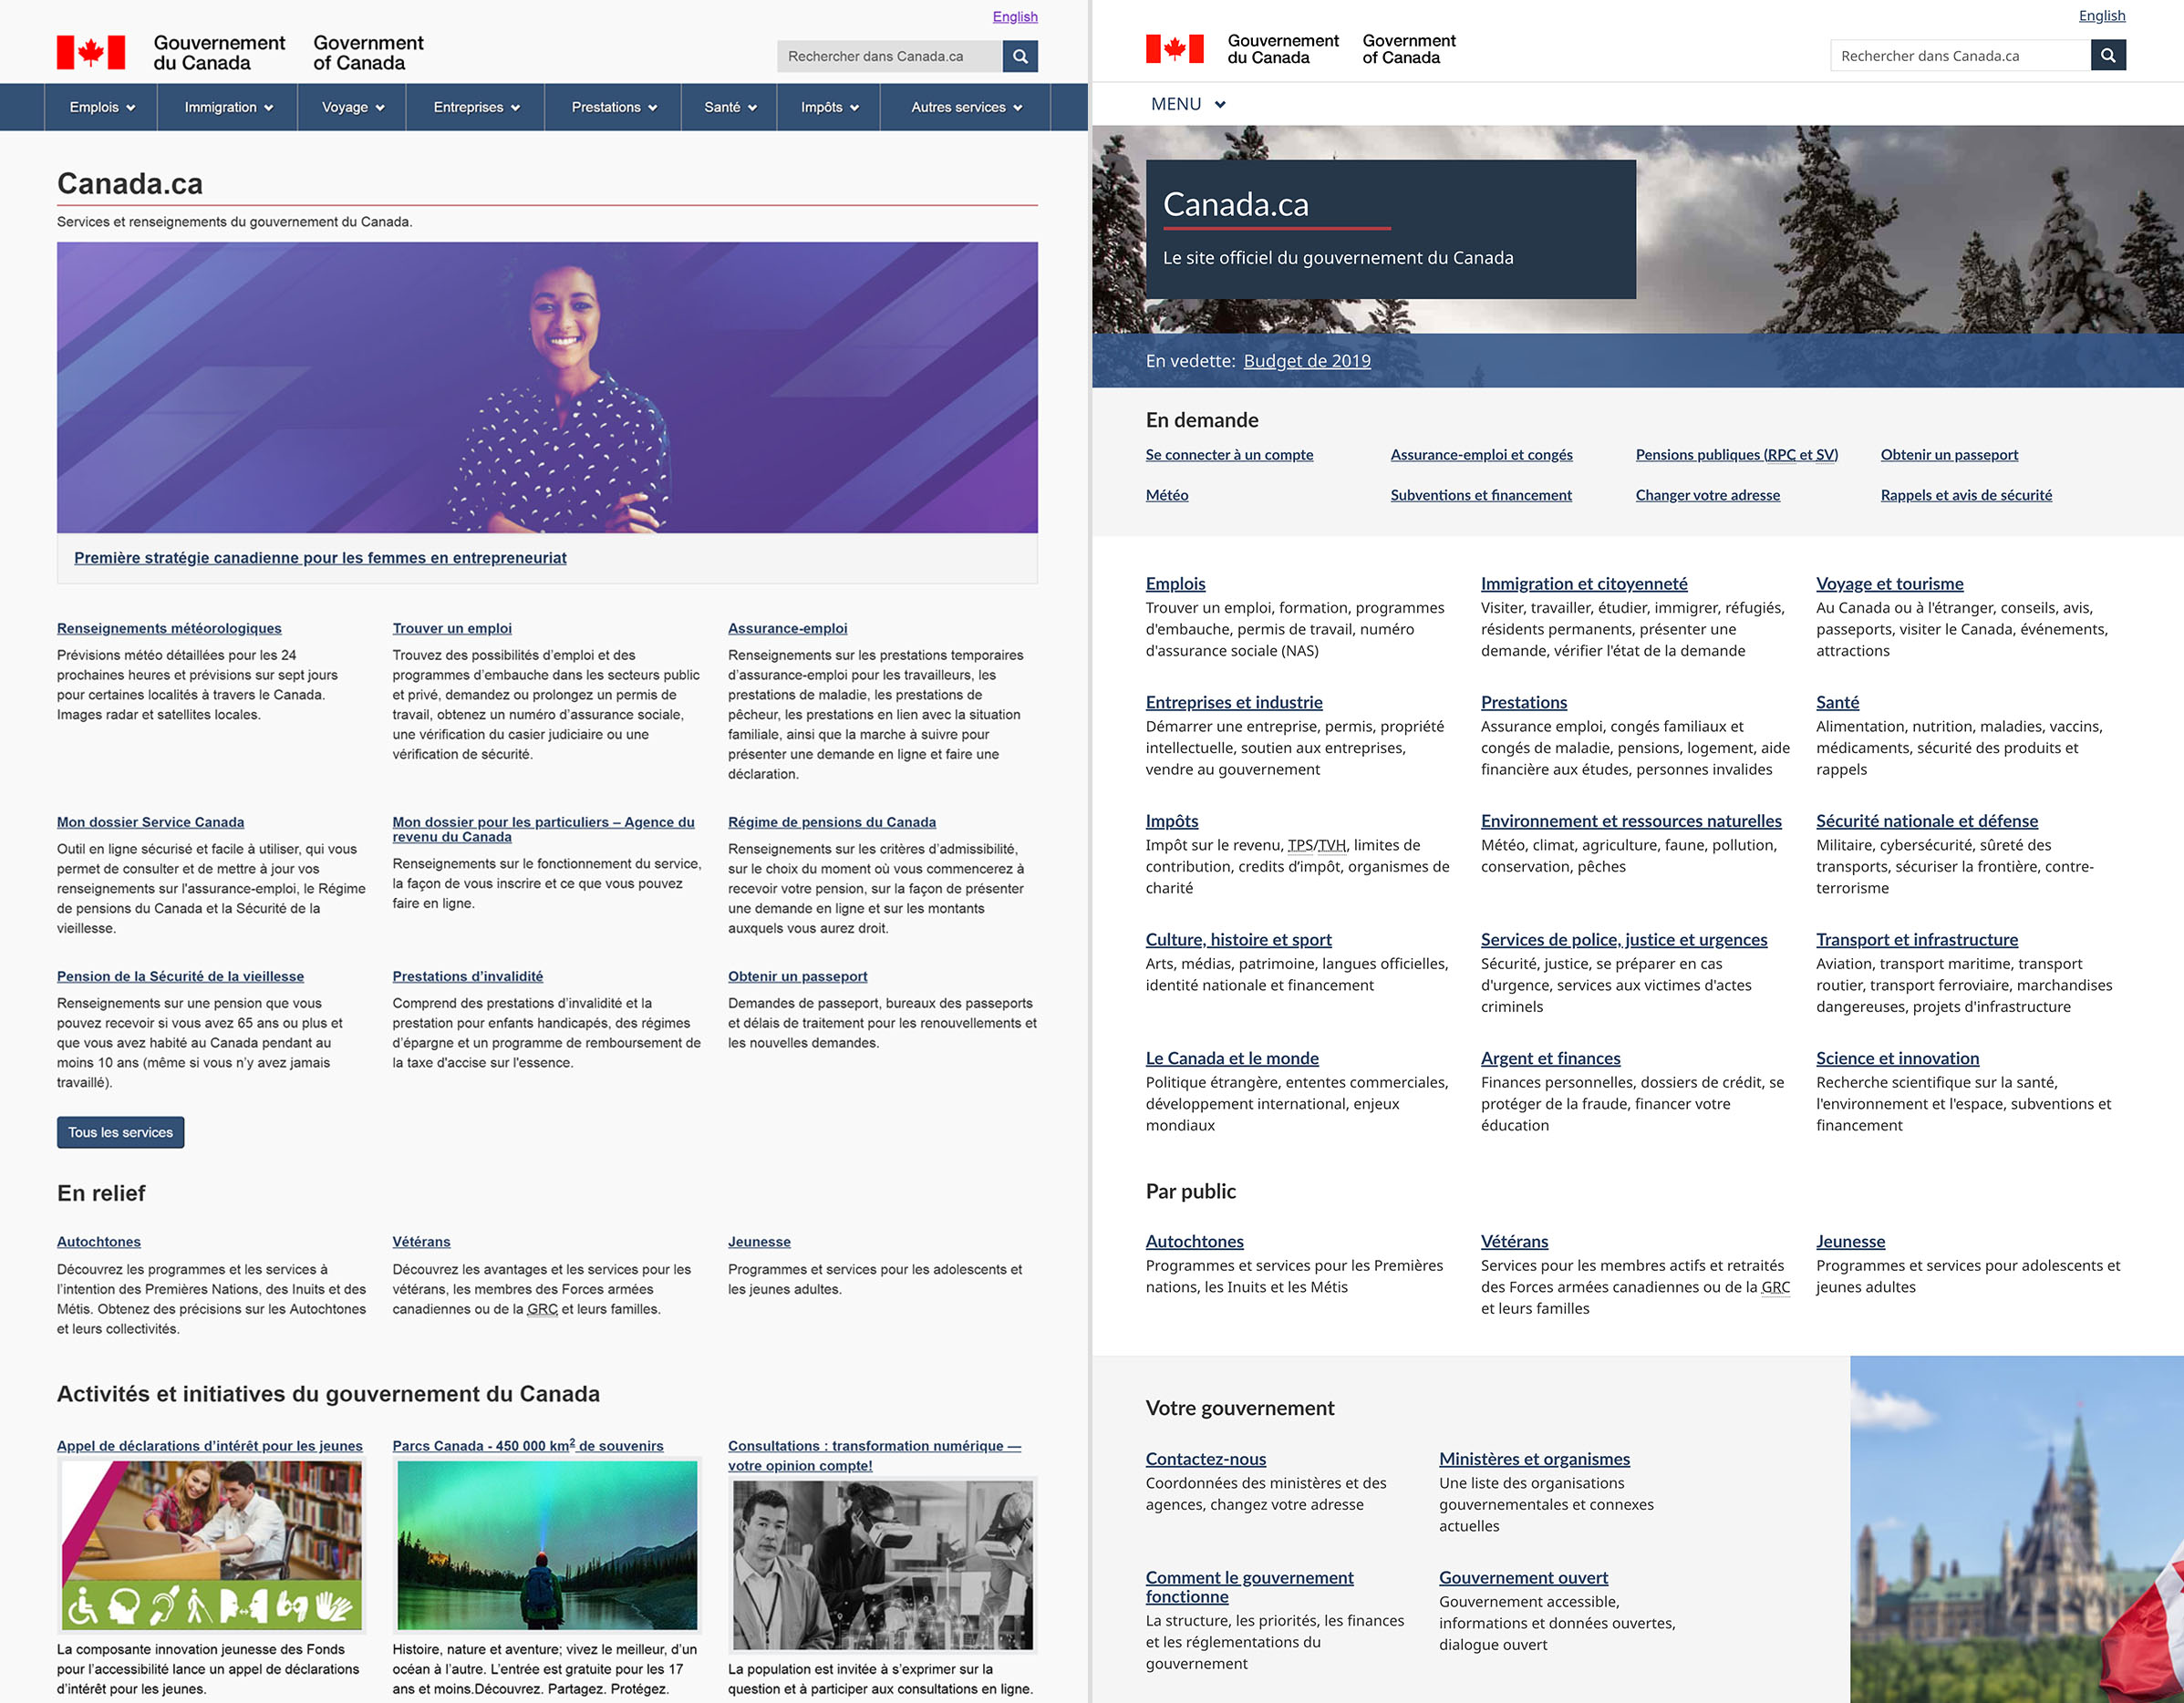 English
Gouvernement
du Canada
Government
of Canada
Rechercher dans Canada.ca
Emplois
Immigration
Voyage
Entreprises
Prestations
Santé
Impôts
Autres services
Canada.ca
Services et renseignements du gouvernement du Canada.
Première stratégie canadienne pour les femmes en entrepreneuriat
Renseignements météorologiques
Prévisions météo détaillées pour les 24
prochaines heures et prévisions sur sept jours
pour certaines localités à travers le Canada.
Images radar et satellites locales.
Trouver un emploi
Trouvez des possibilités d'emploi et des
programmes d'embauche dans les secteurs public
et privé, demandez ou prolongez un permis de
travail, obtenez un numéro d'assurance sociale,
une vérification du casier judiciaire ou une
vérification de sécurité.
Assurance-emploi
Renseignements sur les prestations temporaires
d'assurance-emploi pour les travailleurs, les
prestations de maladie, les prestations de
pêcheur, les prestations en lien avec la situation
familiale, ainsi que la marche à suivre pour
présenter une demande en ligne et faire une
déclaration.
Mon dossier Service Canada
Outil en ligne sécurisé et facile à utiliser, qui vous
permet de consulter et de mettre à jour vos
renseignements sur l'assurance-emploi, le Régime
de pensions du Canada et la Sécurité de la
vieillesse.
Mon dossier pour les particuliers – Agence du
revenu du Canada
Renseignements sur le fonctionnement du service,
la façon de vous inscrire et ce que vous pouvez
faire en ligne.
Régime de pensions du Canada
Renseignements sur les critères d'admissibilité,
sur le choix du moment où vous commencerez à
recevoir votre pension, sur la façon de présenter
une demande en ligne et sur les montants
auxquels vous aurez droit.
Pension de la Sécurité de la vieillesse
Renseignements sur une pension que vous
pouvez recevoir si vous avez 65 ans ou plus et
que vous avez habité au Canada pendant au
moins 10 ans (même si vous n'y avez jamais
travaillé).
Prestations d'invalidité
Comprend des prestations d'invalidité et la
prestation pour enfants handicapés, des régimes
d'épargne et un programme de remboursement de
la taxe d'accise sur l'essence.
Obtenir un passeport
Demandes de passeport, bureaux des passeports
et délais de traitement pour les renouvellements et
les nouvelles demandes.
Tous les services
En relief
Autochtones
Découvrez les programmes et les services à
l'intention des Premières Nations, des Inuits et des
Métis. Obtenez des précisions sur les Autochtones
et leurs collectivités.
Vétérans
Découvrez les avantages et les services pour les
vétérans, les membres des Forces armées
canadiennes ou de la GRC et leurs familles.
Jeunesse
Programmes et services pour les adolescents et
les jeunes adultes.
Activités et initiatives du gouvernement du Canada
Appel de déclarations d'intérêt pour les jeunes
La composante innovation jeunesse des Fonds
pour l'accessibilité lance un appel de déclarations
d'intérêt pour les jeunes.
Parcs Canada - 450 000 km² de souvenirs
Histoire, nature et aventure; vivez le meilleur, d'un
océan à l'autre. L'entrée est gratuite pour les 17
ans et moins.Découvrez. Partagez. Protégez.
Consultations : transformation numérique —
votre opinion compte!
La population est invitée à s'exprimer sur la
question et à participer aux consultations en ligne.
English
Gouvernement
du Canada
Government
of Canada
Rechercher dans Canada.ca
MENU
Canada.ca
Le site officiel du gouvernement du Canada
En vedette: Budget de 2019
En demande
Se connecter à un compte
Assurance-emploi et congés
Pensions publiques (RPC et SV)
Obtenir un passeport
Météo
Subventions et financement
Changer votre adresse
Rappels et avis de sécurité
Emplois
Trouver un emploi, formation, programmes
d'embauche, permis de travail, numéro
d'assurance sociale (NAS)
Immigration et citoyenneté
Visiter, travailler, étudier, immigrer, réfugiés,
résidents permanents, présenter une
demande, vérifier l'état de la demande
Voyage et tourisme
Au Canada ou à l'étranger, conseils, avis,
passeports, visiter le Canada, événements,
attractions
Entreprises et industrie
Démarrer une entreprise, permis, propriété
intellectuelle, soutien aux entreprises,
vendre au gouvernement
Prestations
Assurance emploi, congés familiaux et
congés de maladie, pensions, logement, aide
financière aux études, personnes invalides
Santé
Alimentation, nutrition, maladies, vaccins,
médicaments, sécurité des produits et
rappels
Impôts
Impôt sur le revenu, TPS/TVH, limites de
contribution, credits d'impôt, organismes de
charité
Environnement et ressources naturelles
Météo, climat, agriculture, faune, pollution,
conservation, pêches
Sécurité nationale et défense
Militaire, cybersécurité, sûreté des
transports, sécuriser la frontière, contre-
terrorisme
Culture, histoire et sport
Arts, médias, patrimoine, langues officielles,
identité nationale et financement
Services de police, justice et urgences
Sécurité, justice, se préparer en cas
d'urgence, services aux victimes d'actes
criminels
Transport et infrastructure
Aviation, transport maritime, transport
routier, transport ferroviaire, marchandises
dangereuses, projets d'infrastructure
Le Canada et le monde
Politique étrangère, ententes commerciales,
développement international, enjeux
mondiaux
Argent et finances
Finances personnelles, dossiers de crédit, se
protéger de la fraude, financer votre
éducation
Science et innovation
Recherche scientifique sur la santé,
l'environnement et l'espace, subventions et
financement
Par public
Autochtones
Programmes et services pour les Premières
nations, les Inuits et les Métis
Vétérans
Services pour les membres actifs et retraités
des Forces armées canadiennes ou de la GRC
et leurs familles
Jeunesse
Programmes et services pour adolescents et
jeunes adultes
Votre gouvernement
Contactez-nous
Coordonnées des ministères et des
agences, changez votre adresse
Ministères et organismes
Une liste des organisations
gouvernementales et connexes
actuelles
Comment le gouvernement
fonctionne
La structure, les priorités, les finances
et les réglementations du
gouvernement
Gouvernement ouvert
Gouvernement accessible,
informations et données ouvertes,
dialogue ouvert